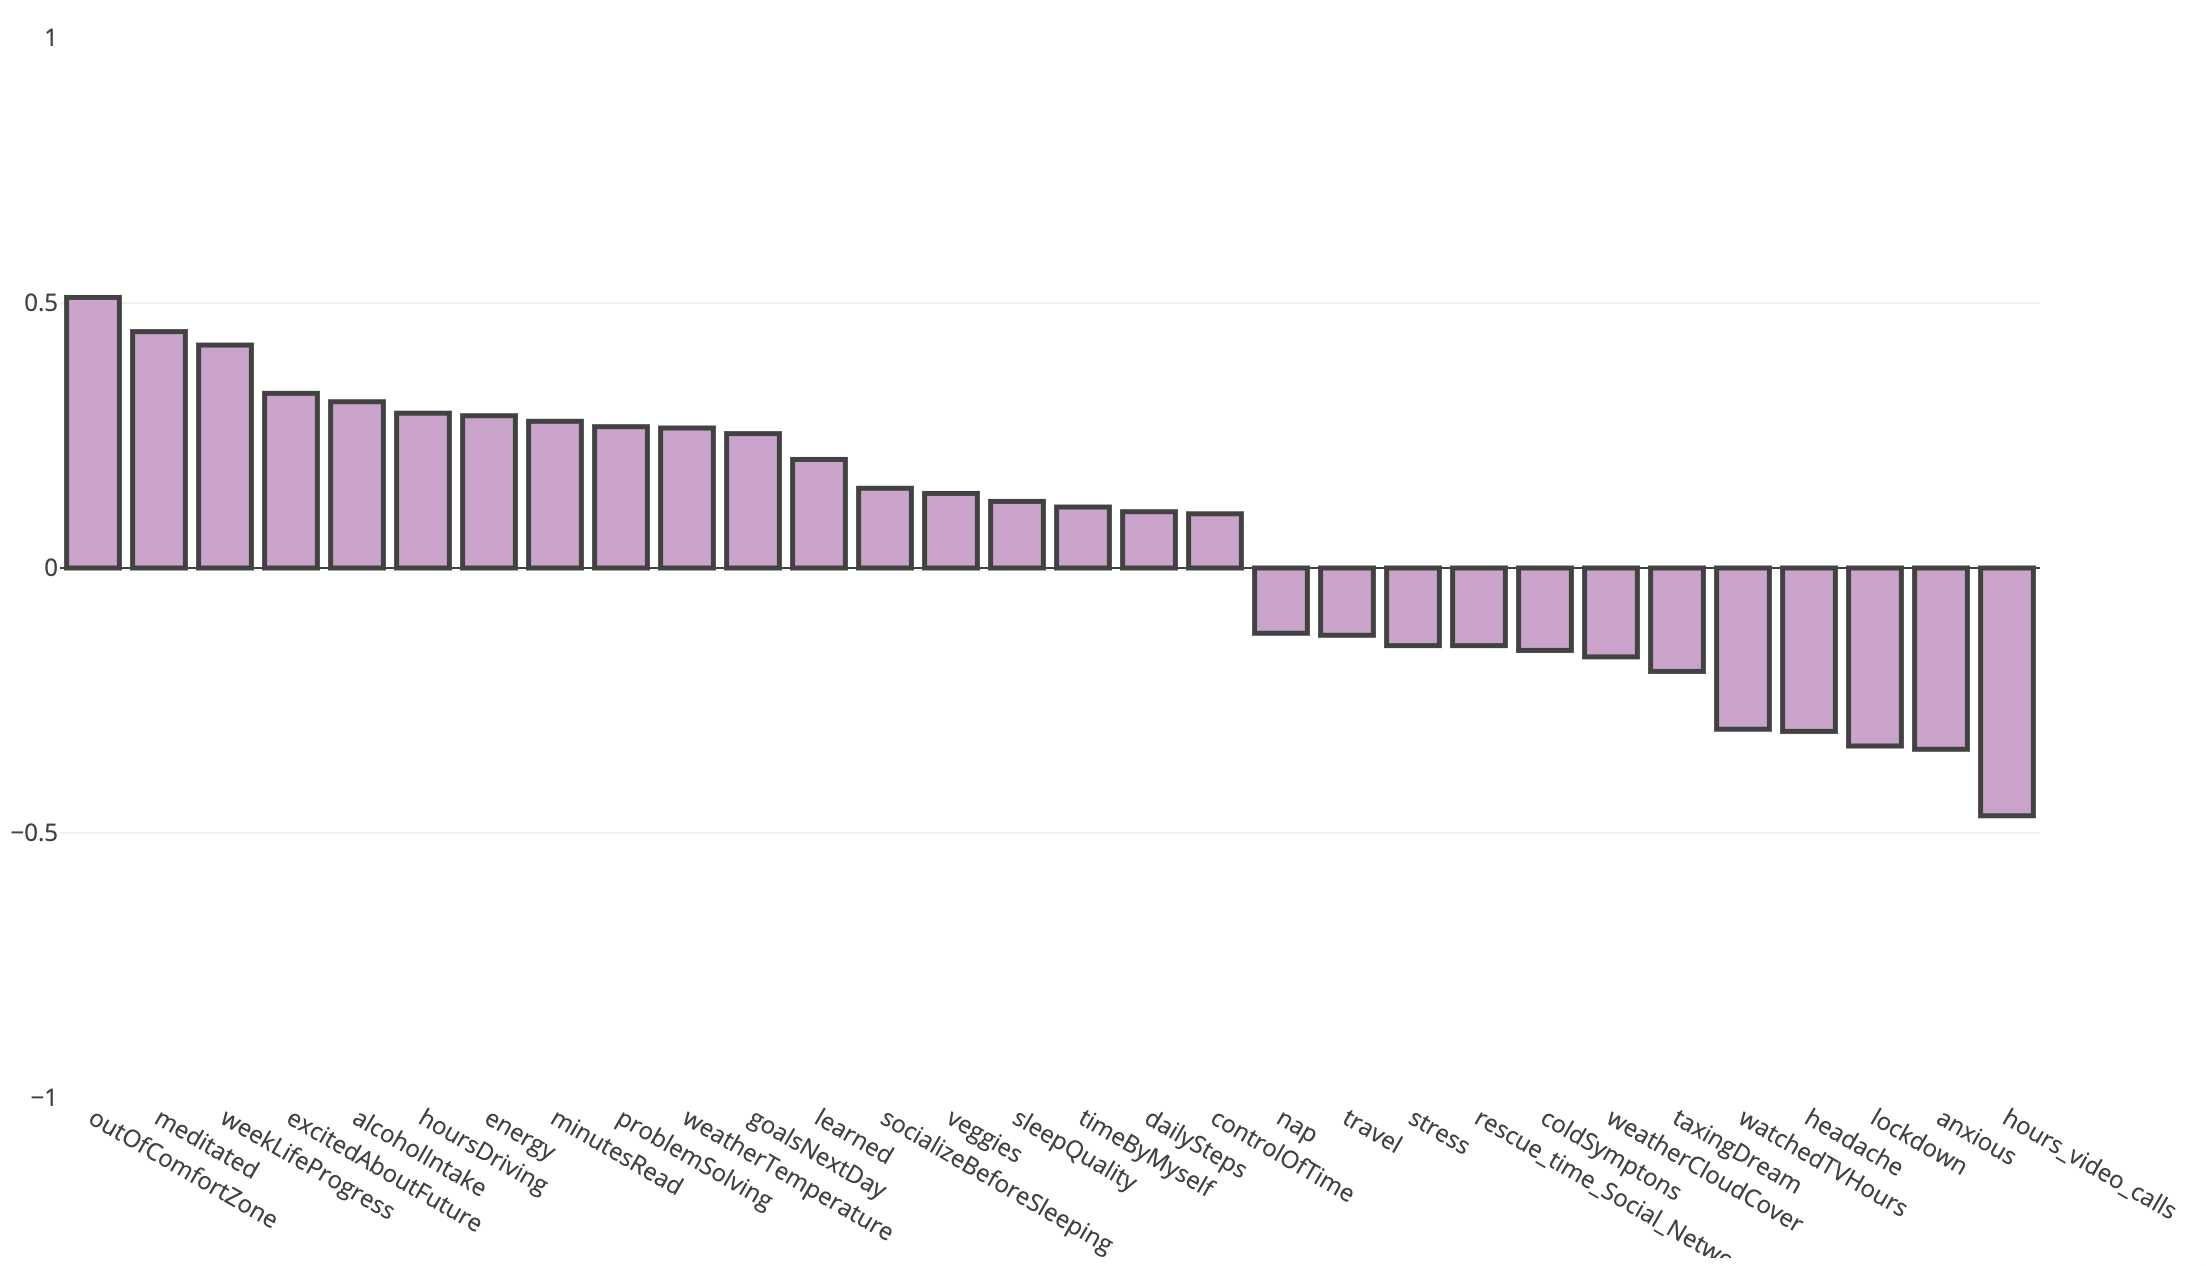 1
0.5
0
−0.5
−1
outOfComfortZone
meditated
weekLifeProgress
excitedAboutFuture
alcoholIntake
hoursDriving
energy
minutesRead
problemSolving
weatherTemperature
goalsNextDay
learned
socializeBeforeSleeping
veggies
sleepQuality
timeByMyself
dailySteps
controlOfTime
nap
travel
stress
rescue_time_Social_Netwo
coldSymptons
weatherCloudCover
taxingDream
watchedTVHours
headache
lockdown
anxious
hours_video_calls